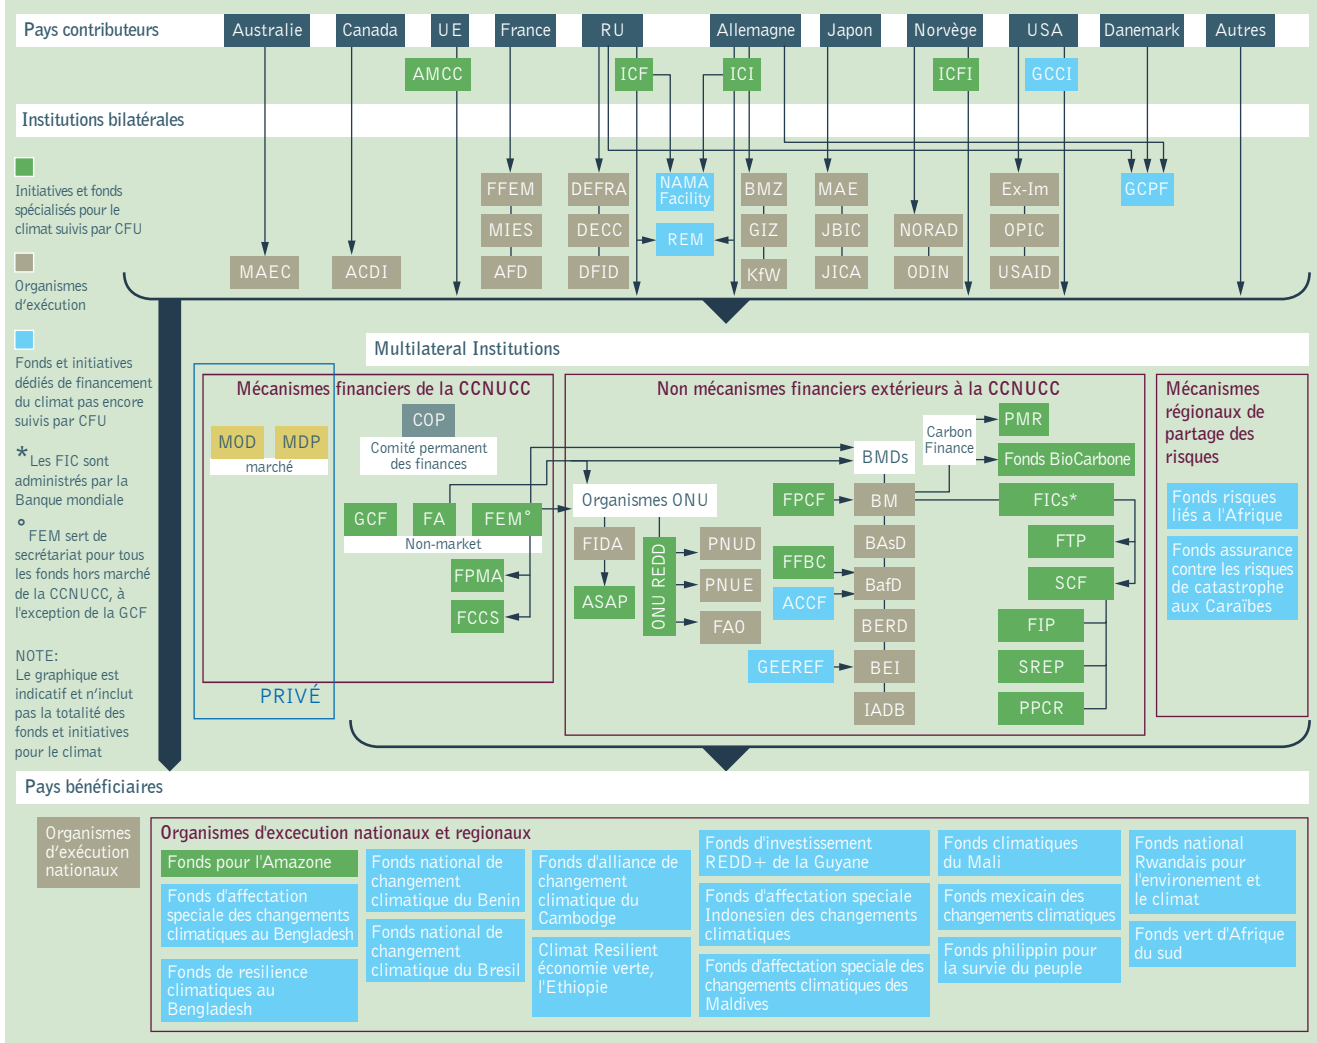 Pays contributeurs
Australie
Canada
UE
France
RU
Allemagne
Japon
Norvège
USA
Danemark
Autres
AMCC
ICF
ICI
ICFI
GCCI
Institutions bilatérales
Initiatives et fonds
spécialisés pour le
climat suivis par CFU
Organismes
d'exécution
Fonds et initiatives
dédiés de financement
du climat pas encore
suivis par CFU
*Les FIC sont
administrés par la
Banque mondiale
°FEM sert de
secrétariat pour tous
les fonds hors marché
de la CCNUCC, à
l'exception de la GCF
NOTE:
Le graphique est
indicatif et n'inclut
pas la totalité des
fonds et initiatives
pour le climat
MAEC
ACDI
FFEM
MIES
AFD
DEFRA
DECC
DFID
NAMA
Facility
REM
BMZ
GIZ
KfW
MAE
JBIC
JICA
NORAD
ODIN
Ex-Im
OPIC
USAID
GCPF
Multilateral Institutions
Mécanismes financiers de la CCNUCC
COP
Comité permanent
des finances
MOD
MDP
marché
GCF
FA
FEM°
Non-market
FPMA
FCCS
PRIVÉ
Non mécanismes financiers extérieurs à la CCNUCC
Organismes ONU
FIDA
ASAP
ONU REDD
PNUD
PNUE
FAO
BMDs
Carbon
Finance
PMR
Fonds BioCarbone
FPCF
BM
FICs*
BAsD
FTP
FFBC
BafD
SCF
ACCF
BERD
FIP
GEEREF
BEI
SREP
IADB
PPCR
Mécanismes
régionaux de
partage des
risques
Fonds risques
liés a l'Afrique
Fonds assurance
contre les risques
de catastrophe
aux Caraïbes
Pays bénéficiaires
Organismes
d'exécution
nationaux
Organismes d'excecution nationaux et regionaux
Fonds pour l'Amazone
Fonds d'affectation
speciale des changements
climatiques au Bengladesh
Fonds de resilience
climatiques au
Bengladesh
Fonds national de
changement
climatique du Benin
Fonds national de
changement
climatique du Bresil
Fonds d'alliance de
changement
climatique du
Cambodge
Climat Resilient
économie verte,
l'Ethiopie
Fonds d'investissement
REDD+ de la Guyane
Fonds d'affectation speciale
Indonesien des changements
climatiques
Fonds d'affectation speciale des
changements climatiques des
Maldives
Fonds climatiques
du Mali
Fonds mexicain des
changements climatiques
Fonds philippin pour
la survie du peuple
Fonds national
Rwandais pour
l'environement et
le climat
Fonds vert d'Afrique
du sud